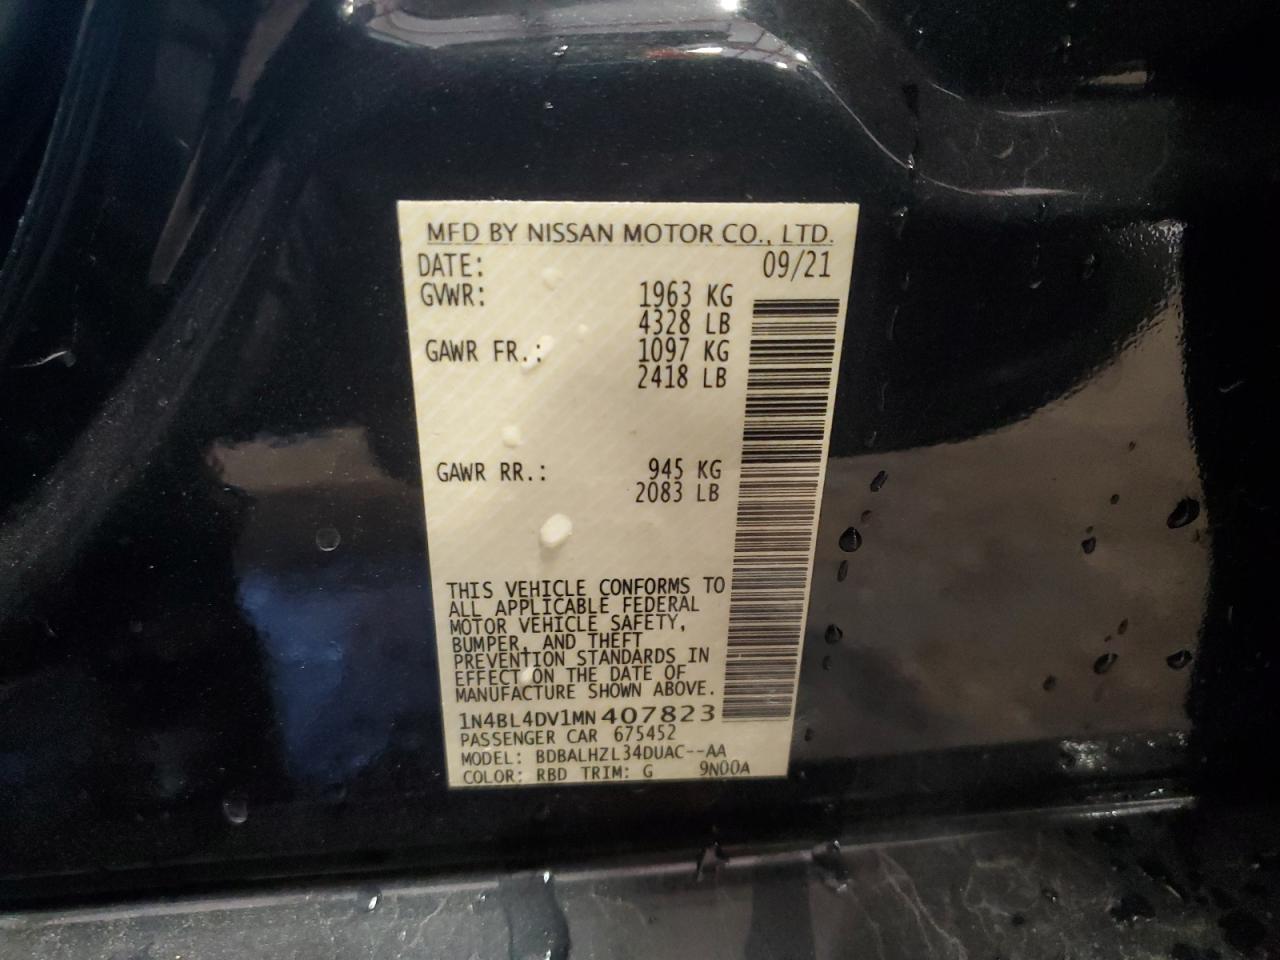 MFD BY NISSAN MOTOR CO., LTD.
DATE: 09/21
GVWR: 1963 KG
4328 LB
GAWR FR.: 1097 KG
2418 LB
GAWR RR.: 945 KG
2083 LB
THIS VEHICLE CONFORMS TO
ALL APPLICABLE FEDERAL
MOTOR VEHICLE SAFETY,
BUMPER, AND THEFT
PREVENTION STANDARDS IN
EFFECT ON THE DATE OF
MANUFACTURE SHOWN ABOVE.
1N4BL4DV1MN407823
PASSENGER CAR 675452
MODEL: BDBALHZL34DUAC--AA
COLOR: RBD TRIM: G 9N00A